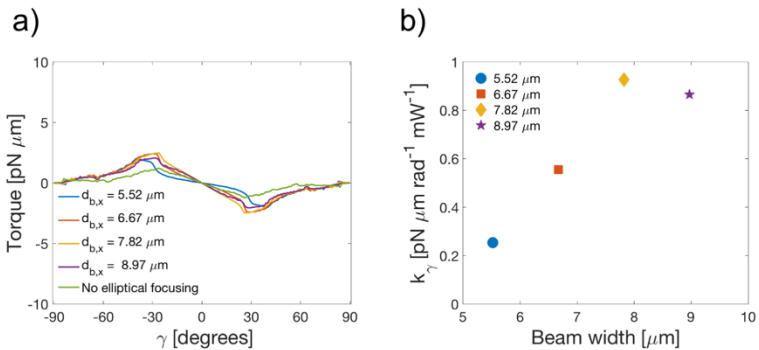 a)
10
5
0
-5
-10
Torque [pN μm]
d_b,x = 5.52 μm
d_b,x = 6.67 μm
d_b,x = 7.82 μm
d_b,x = 8.97 μm
No elliptical focusing
-90 -60 -30 0 30 60 90
γ [degrees]
b)
1
0.8
0.6
0.4
0.2
0
k_γ [pN μm rad⁻¹ mW⁻¹]
5.52 μm
6.67 μm
7.82 μm
8.97 μm
5 6 7 8 9 10
Beam width [μm]